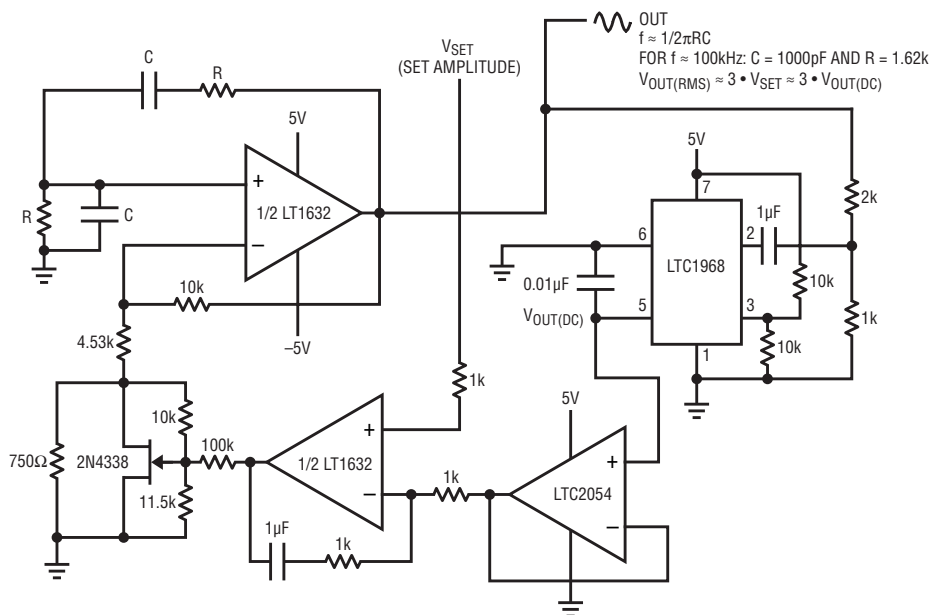 OUT
f ≈ 1/2πRC
FOR f ≈ 100kHz: C = 1000pF AND R = 1.62k
VOUT(RMS) ≈ 3 • VSET ≈ 3 • VOUT(DC)
VSET
(SET AMPLITUDE)
C
R
5V
+
1/2 LT1632
−
–5V
R
C
10k
4.53k
5V
7
6
2
1µF
2k
LTC1968
0.01µF
10k
VOUT(DC)
5
3
1k
10k
1
1k
750Ω
2N4338
10k
100k
11.5k
+
1/2 LT1632
−
1µF
1k
1k
5V
+
LTC2054
−